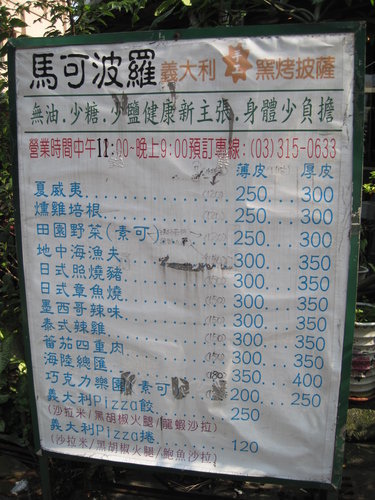 馬可波羅 義大利 窯烤披薩
無油.少糖.少鹽健康新主張.身體少負擔
營業時間中午11:00~晚上9:00預訂專線:(03)315-0633
薄皮 厚皮
夏威夷 250 300
燻雞培根 250 300
田園野菜(素可) 250 300
地中海漁夫 300 350
日式照燒豬 300 350
日式章魚燒 300 350
墨西哥辣味 300 350
泰式辣雞 300 350
蕃茄四重肉 300 350
海陸總匯 350 400
巧克力樂園(素可) 200 250
義大利Pizza餃 250
(沙拉米/黑胡椒火腿/龍蝦沙拉)
義大利Pizza捲 120
(沙拉米/黑胡椒火腿/鮑魚沙拉)